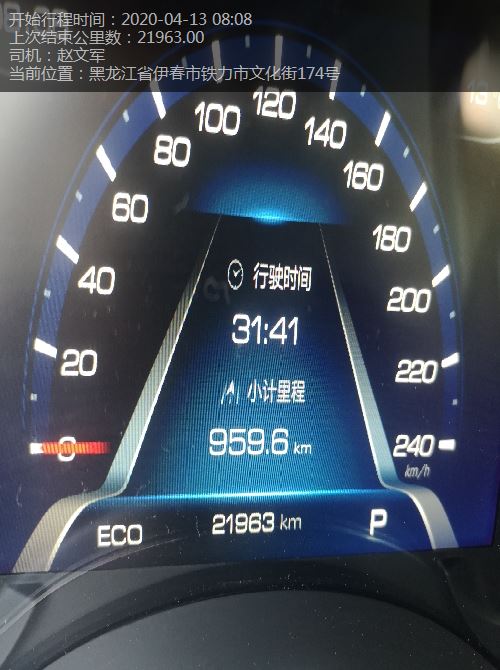 开始行程时间：2020-04-13 08:08
上次结束公里数：21963.00
司机：赵文军
当前位置：黑龙江省伊春市铁力市文化街174号
120
100
140
80
160
60
180
40
200
20
220
0
240
km/h
行驶时间
31:41
小计里程
959.6 km
ECO
21963 km
P